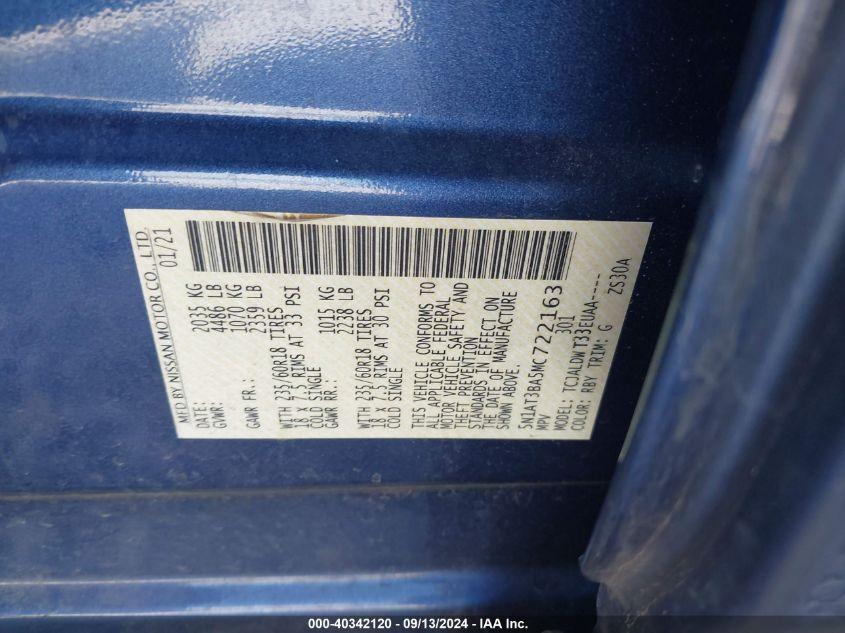 MFD BY NISSAN MOTOR CO., LTD.
DATE: 01/21
GVWR: 2035 KG
4486 LB
GAWR FR.: 1070 KG
2359 LB
WITH 235/60R18 TIRES
18 X 7.5 RIMS AT 33 PSI
COLD SINGLE
GAWR RR.: 1015 KG
2238 LB
WITH 235/60R18 TIRES
18 X 7.5 RIMS AT 30 PSI
COLD SINGLE
THIS VEHICLE CONFORMS TO
ALL APPLICABLE FEDERAL
MOTOR VEHICLE SAFETY AND
THEFT PREVENTION
STANDARDS IN EFFECT ON
THE DATE OF MANUFACTURE
SHOWN ABOVE.
5N1AT3BA5MC722163
MPV 301
MODEL: TCJALDWT33EUAA----
COLOR: RBY TRIM: G ZS30A
000-40342120 - 09/13/2024 - IAA Inc.